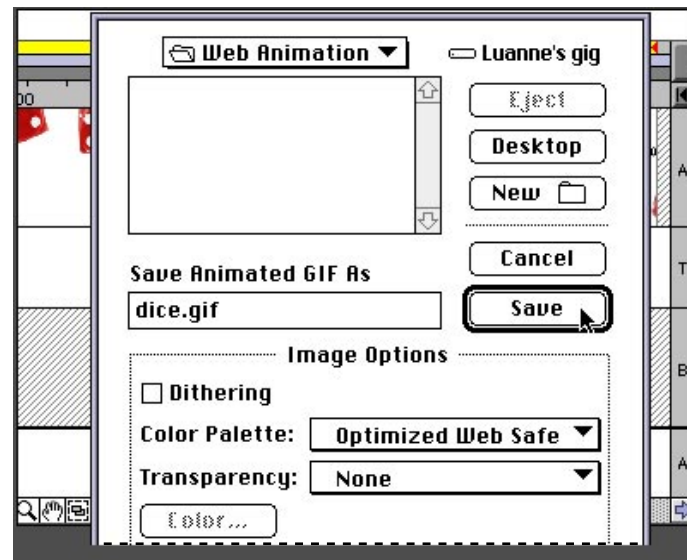 Web Animation
Luanne's gig
00
Eject
Desktop
New
Save Animated GIF As
Cancel
dice.gif
Save
Image Options
Dithering
Color Palette: Optimized Web Safe
Transparency: None
Color...
A
T
B
A